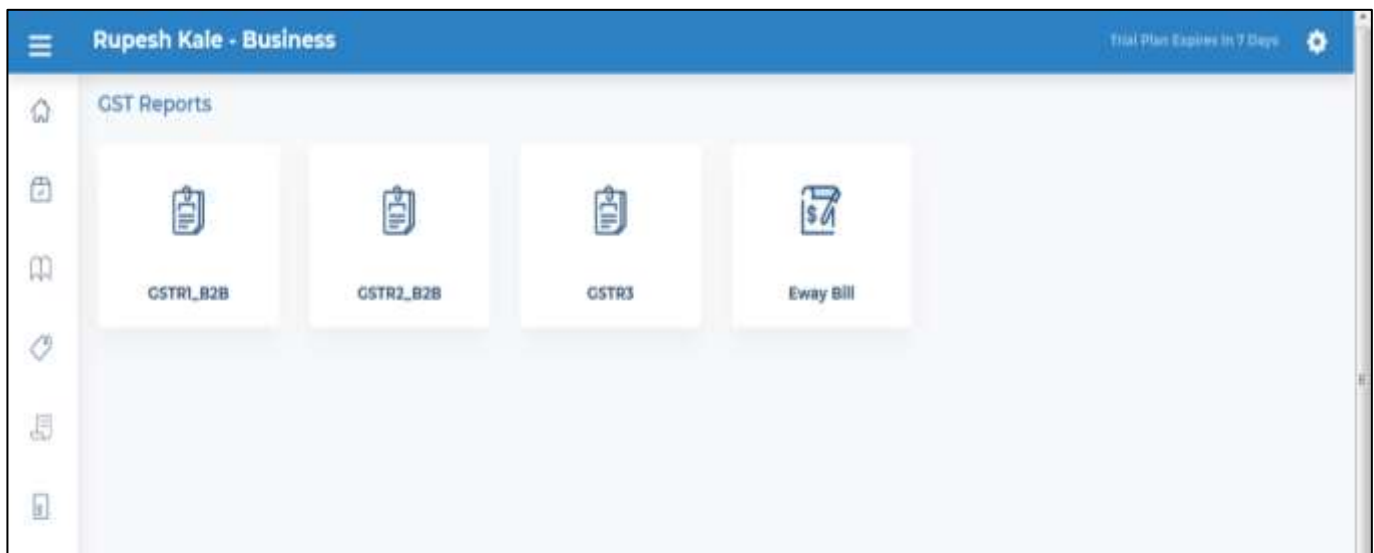 Rupesh Kale - Business
Trial Plan Expires In 7 Days
GST Reports
GSTR1_B2B
GSTR2_B2B
GSTR3
Eway Bill